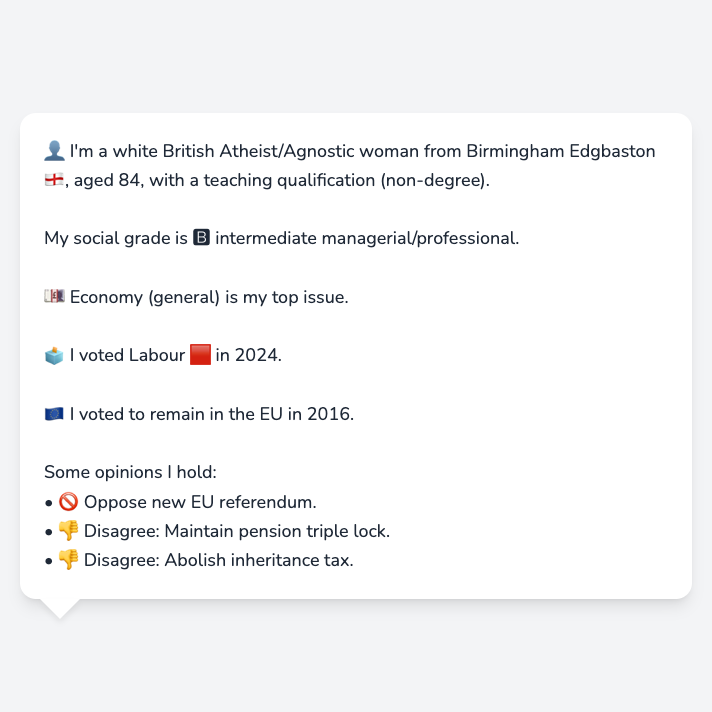 👤 I'm a white British Atheist/Agnostic woman from Birmingham Edgbaston
🏴󠁧󠁢󠁥󠁮󠁧󠁿, aged 84, with a teaching qualification (non-degree).
My social grade is 🅱 intermediate managerial/professional.
💷 Economy (general) is my top issue.
🗳️ I voted Labour 🟥 in 2024.
🇪🇺 I voted to remain in the EU in 2016.
Some opinions I hold:
• 🚫 Oppose new EU referendum.
• 👎 Disagree: Maintain pension triple lock.
• 👎 Disagree: Abolish inheritance tax.